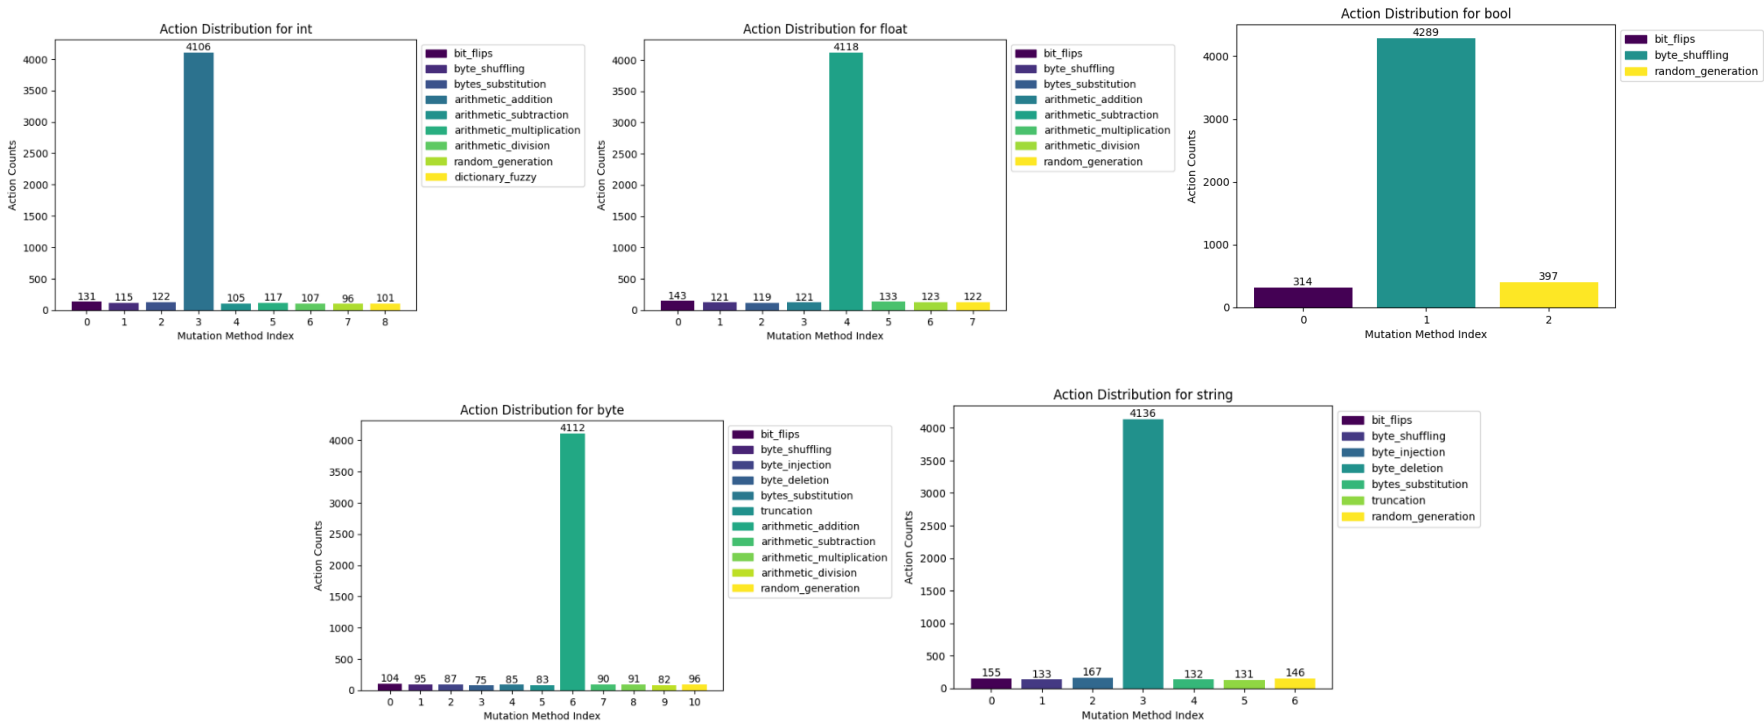 Action Distribution for int
4106
4000
3500
3000
2500
2000
1500
1000
500
0
Action Counts
131 115 122 105 117 107 96 101
0 1 2 3 4 5 6 7 8
Mutation Method Index
bit_flips
byte_shuffling
bytes_substitution
arithmetic_addition
arithmetic_subtraction
arithmetic_multiplication
arithmetic_division
random_generation
dictionary_fuzzy
Action Distribution for float
4118
4000
3500
3000
2500
2000
1500
1000
500
0
Action Counts
143 121 119 121 133 123 122
0 1 2 3 4 5 6 7
Mutation Method Index
bit_flips
byte_shuffling
bytes_substitution
arithmetic_addition
arithmetic_subtraction
arithmetic_multiplication
arithmetic_division
random_generation
Action Distribution for bool
4289
4000
3000
2000
1000
0
Action Counts
314 397
0 1 2
Mutation Method Index
bit_flips
byte_shuffling
random_generation
Action Distribution for byte
4112
4000
3500
3000
2500
2000
1500
1000
500
0
Action Counts
104 95 87 75 85 83 90 91 82 96
0 1 2 3 4 5 6 7 8 9 10
Mutation Method Index
bit_flips
byte_shuffling
byte_injection
byte_deletion
bytes_substitution
truncation
arithmetic_addition
arithmetic_subtraction
arithmetic_multiplication
arithmetic_division
random_generation
Action Distribution for string
4136
4000
3500
3000
2500
2000
1500
1000
500
0
Action Counts
155 133 167 132 131 146
0 1 2 3 4 5 6
Mutation Method Index
bit_flips
byte_shuffling
byte_injection
byte_deletion
bytes_substitution
truncation
random_generation